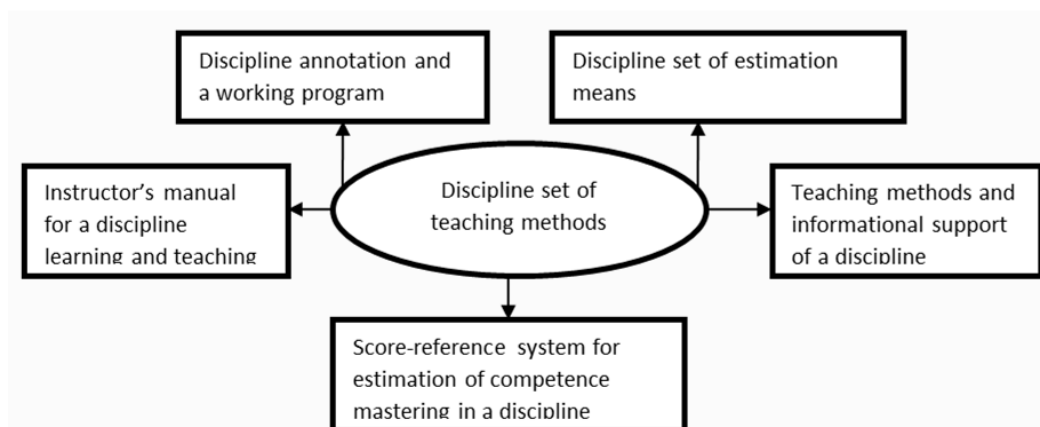 Discipline annotation and
a working program
Discipline set of estimation
means
Instructor’s manual
for a discipline
learning and teaching
Discipline set of
teaching methods
Teaching methods and
informational support
of a discipline
Score-reference system for
estimation of competence
mastering in a discipline